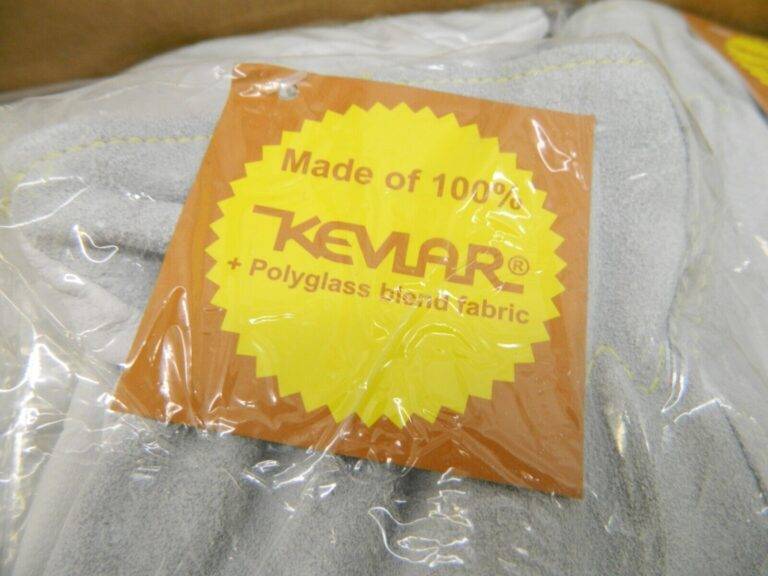 Made of 100%
KEVLAR®
+ Polyglass blend fabric